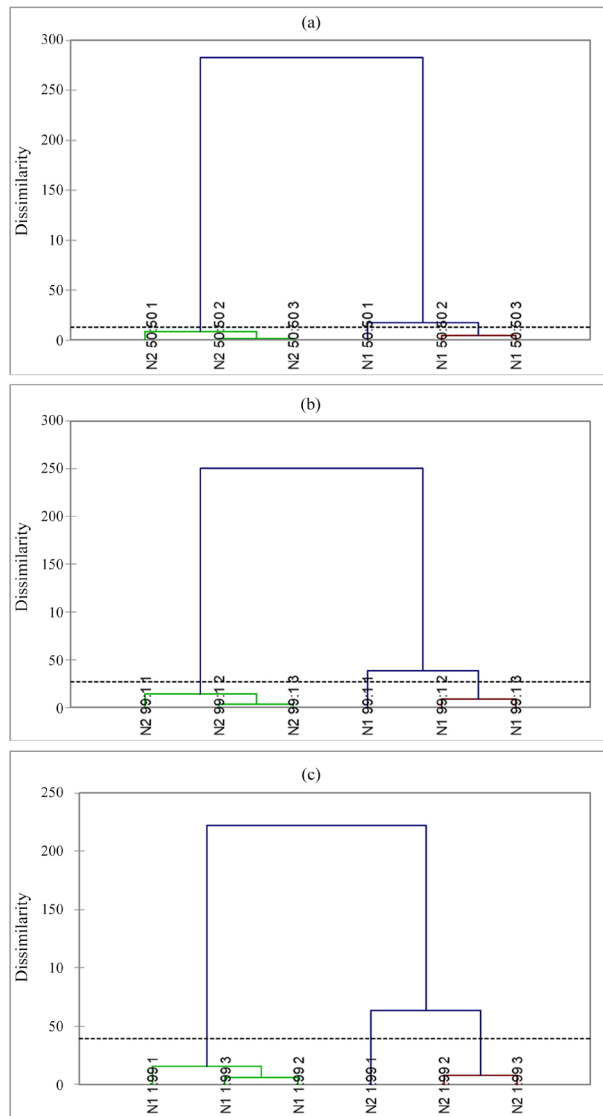 (a)
300
250
200
150
100
50
0
Dissimilarity
N2 50:50 1
N2 50:50 2
N2 50:50 3
N1 50:50 1
N1 50:50 2
N1 50:50 3
(b)
300
250
200
150
10
50
0
Dissimilarity
N2 99:1 1
N2 99:1 2
N2 99:1 3
N1 99:1 1
N1 99:1 2
N1 99:1 3
(c)
250
200
150
10
50
0
Dissimilarity
N1 1:99 1
N1 1:99 3
N1 1:99 2
N2 1:99 1
N2 1:99 2
N2 1:99 3